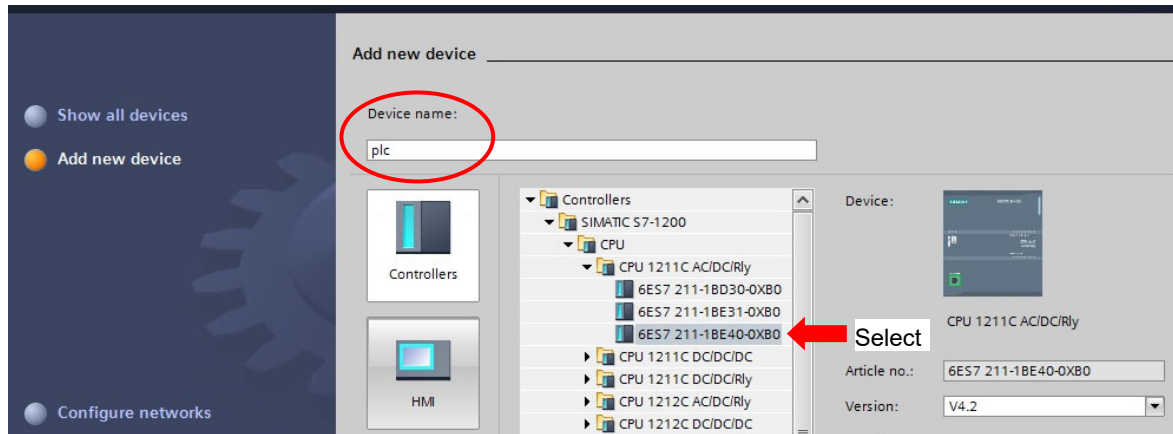 Add new device
Show all devices
Add new device
Configure networks
Device name:
plc
Controllers
HMI
Controllers
SIMATIC S7-1200
CPU
CPU 1211C AC/DC/Rly
6ES7 211-1BD30-0XB0
6ES7 211-1BE31-0XB0
6ES7 211-1BE40-0XB0
CPU 1211C DC/DC/DC
CPU 1211C DC/DC/Rly
CPU 1212C AC/DC/Rly
CPU 1212C DC/DC/DC
Select
Device:
CPU 1211C AC/DC/Rly
Article no.: 6ES7 211-1BE40-0XB0
Version: V4.2